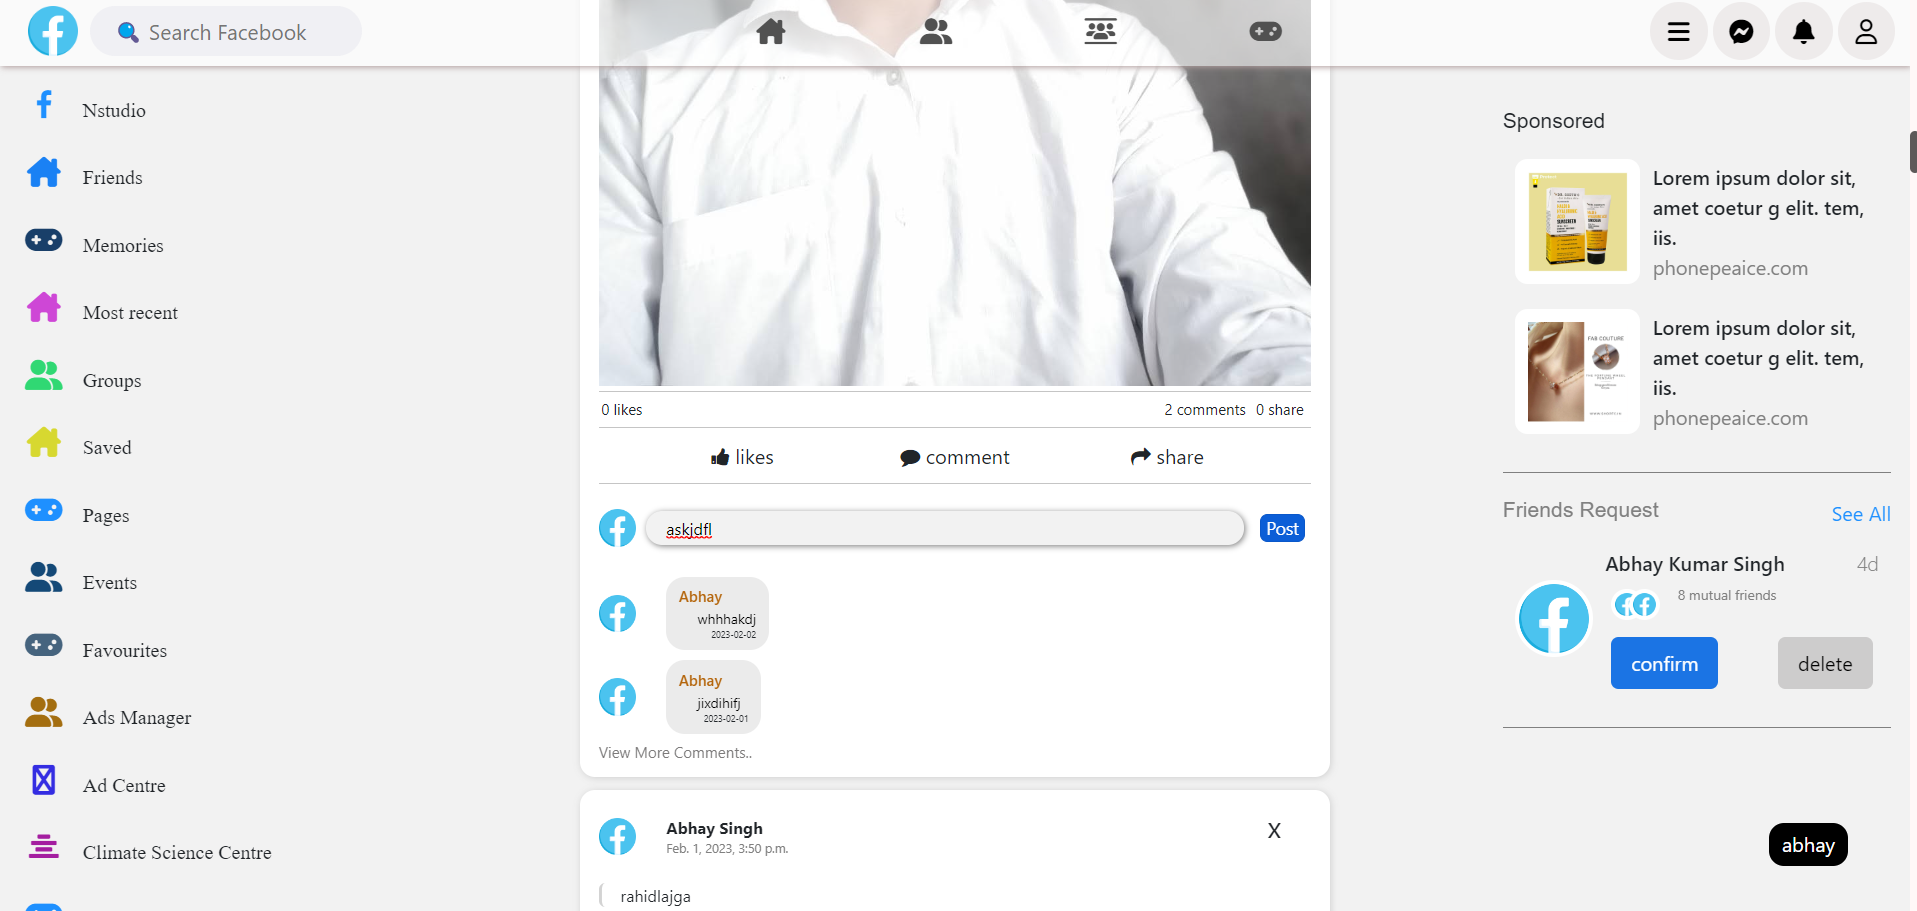 Search Facebook
Nstudio
Friends
Memories
Most recent
Groups
Saved
Pages
Events
Favourites
Ads Manager
Ad Centre
Climate Science Centre
0 likes
2 comments 0 share
likes
comment
share
askjdfl
Post
Abhay
whhhakdj
2023-02-02
Abhay
jixdihifj
2023-02-01
View More Comments..
Abhay Singh
Feb. 1, 2023, 3:50 p.m.
X
rahidlajga
Sponsored
Lorem ipsum dolor sit,
amet coetur g elit. tem,
iis.
phonepeaice.com
SUNSCREEN
Lorem ipsum dolor sit,
amet coetur g elit. tem,
iis.
phonepeaice.com
FAB COUTURE
Friends Request
See All
Abhay Kumar Singh
4d
8 mutual friends
confirm
delete
abhay